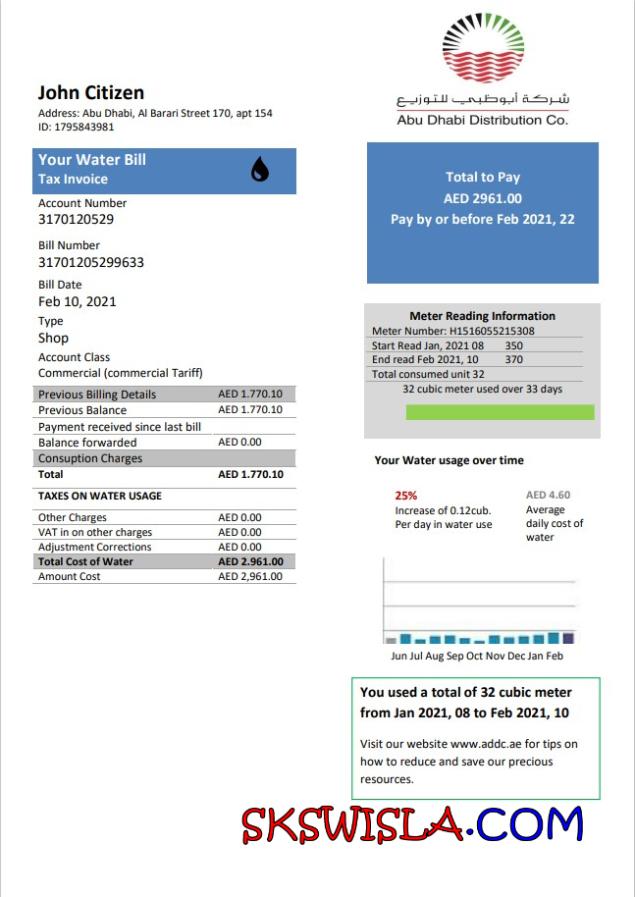 John Citizen
Address: Abu Dhabi, Al Barari Street 170, apt 154
ID: 1795843981
شركة أبوظبي للتوزيع
Abu Dhabi Distribution Co.
Your Water Bill
Tax Invoice
Account Number
3170120529
Bill Number
31701205299633
Bill Date
Feb 10, 2021
Type
Shop
Account Class
Commercial (commercial Tariff)
Previous Billing Details AED 1.770.10
Previous Balance AED 1.770.10
Payment received since last bill
Balance forwarded AED 0.00
Consuption Charges
Total AED 1.770.10
TAXES ON WATER USAGE
Other Charges AED 0.00
VAT in on other charges AED 0.00
Adjustment Corrections AED 0.00
Total Cost of Water AED 2.961.00
Amount Cost AED 2,961.00
Total to Pay
AED 2961.00
Pay by or before Feb 2021, 22
Meter Reading Information
Meter Number: H1516055215308
Start Read Jan, 2021 08 350
End read Feb 2021, 10 370
Total consumed unit 32
32 cubic meter used over 33 days
Your Water usage over time
25%
Increase of 0.12cub.
Per day in water use
AED 4.60
Average
daily cost of
water
Jun Jul Aug Sep Oct Nov Dec Jan Feb
You used a total of 32 cubic meter
from Jan 2021, 08 to Feb 2021, 10
Visit our website www.addc.ae for tips on
how to reduce and save our precious
resources.
SKSWISLA.COM